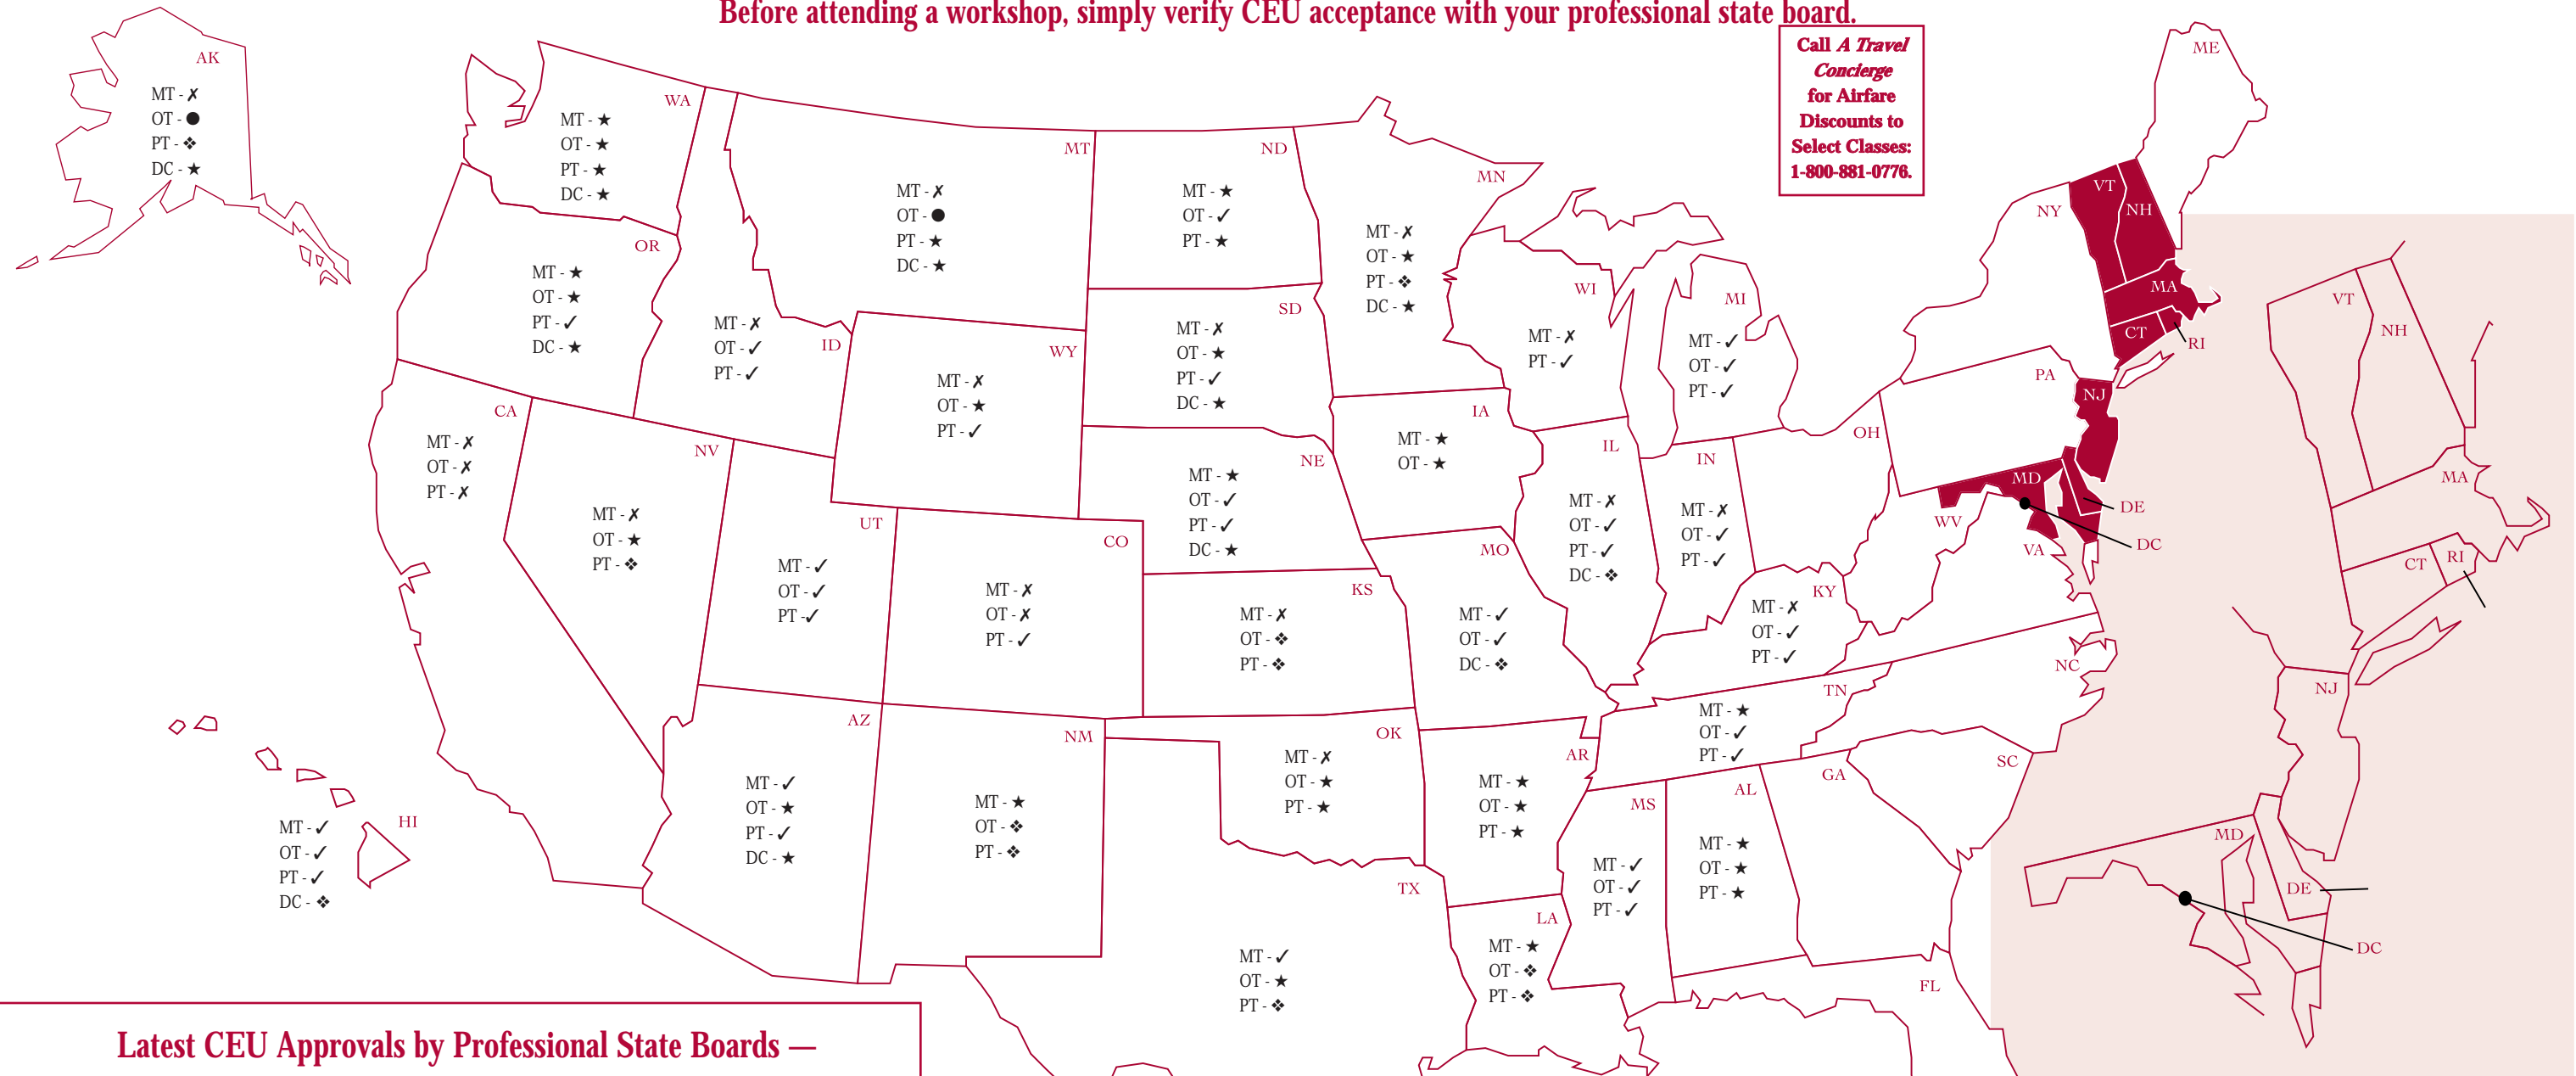 Before attending a workshop, simply verify CEU acceptance with your professional state board.
Call A Travel
Concierge
for Airfare
Discounts to
Select Classes:
1-800-881-0776.
AK
MT - ✗
OT - ●
PT - ❖
DC - ★
WA
MT - ★
OT - ★
PT - ★
DC - ★
OR
MT - ★
OT - ★
PT - ✓
DC - ★
ID
MT - ✗
OT - ✓
PT - ✓
MT
MT - ✗
OT - ●
PT - ★
DC - ★
ND
MT - ★
OT - ✓
PT - ★
MN
MT - ✗
OT - ★
PT - ❖
DC - ★
WI
MT - ✗
PT - ✓
MI
MT - ✓
OT - ✓
PT - ✓
SD
MT - ✗
OT - ★
PT - ✓
DC - ★
WY
MT - ✗
OT - ★
PT - ✓
CA
MT - ✗
OT - ✗
PT - ✗
NV
MT - ✗
OT - ★
PT - ❖
UT
MT - ✓
OT - ✓
PT - ✓
CO
MT - ✗
OT - ✗
PT - ✓
NE
MT - ★
OT - ✓
PT - ✓
DC - ★
IA
MT - ★
OT - ★
IL
MT - ✗
OT - ✓
PT - ✓
DC - ❖
IN
MT - ✗
OT - ✓
PT - ✓
OH
KS
MT - ✗
OT - ❖
PT - ❖
MO
MT - ✓
OT - ✓
DC - ❖
KY
MT - ✗
OT - ✓
PT - ✓
TN
MT - ★
OT - ✓
PT - ✓
AZ
MT - ✓
OT - ★
PT - ✓
DC - ★
NM
MT - ★
OT - ❖
PT - ❖
OK
MT - ✗
OT - ★
PT - ★
AR
MT - ★
OT - ★
PT - ★
TX
MT - ✓
OT - ★
PT - ❖
LA
MT - ★
OT - ❖
PT - ❖
MS
MT - ✓
OT - ✓
PT - ✓
AL
MT - ★
OT - ★
PT - ★
GA
SC
NC
FL
HI
MT - ✓
OT - ✓
PT - ✓
DC - ❖
ME
VT
NH
NY
MA
CT
RI
PA
NJ
MD
DE
DC
WV
VA
VT
NH
MA
CT
RI
NJ
MD
DE
DC
Latest CEU Approvals by Professional State Boards —